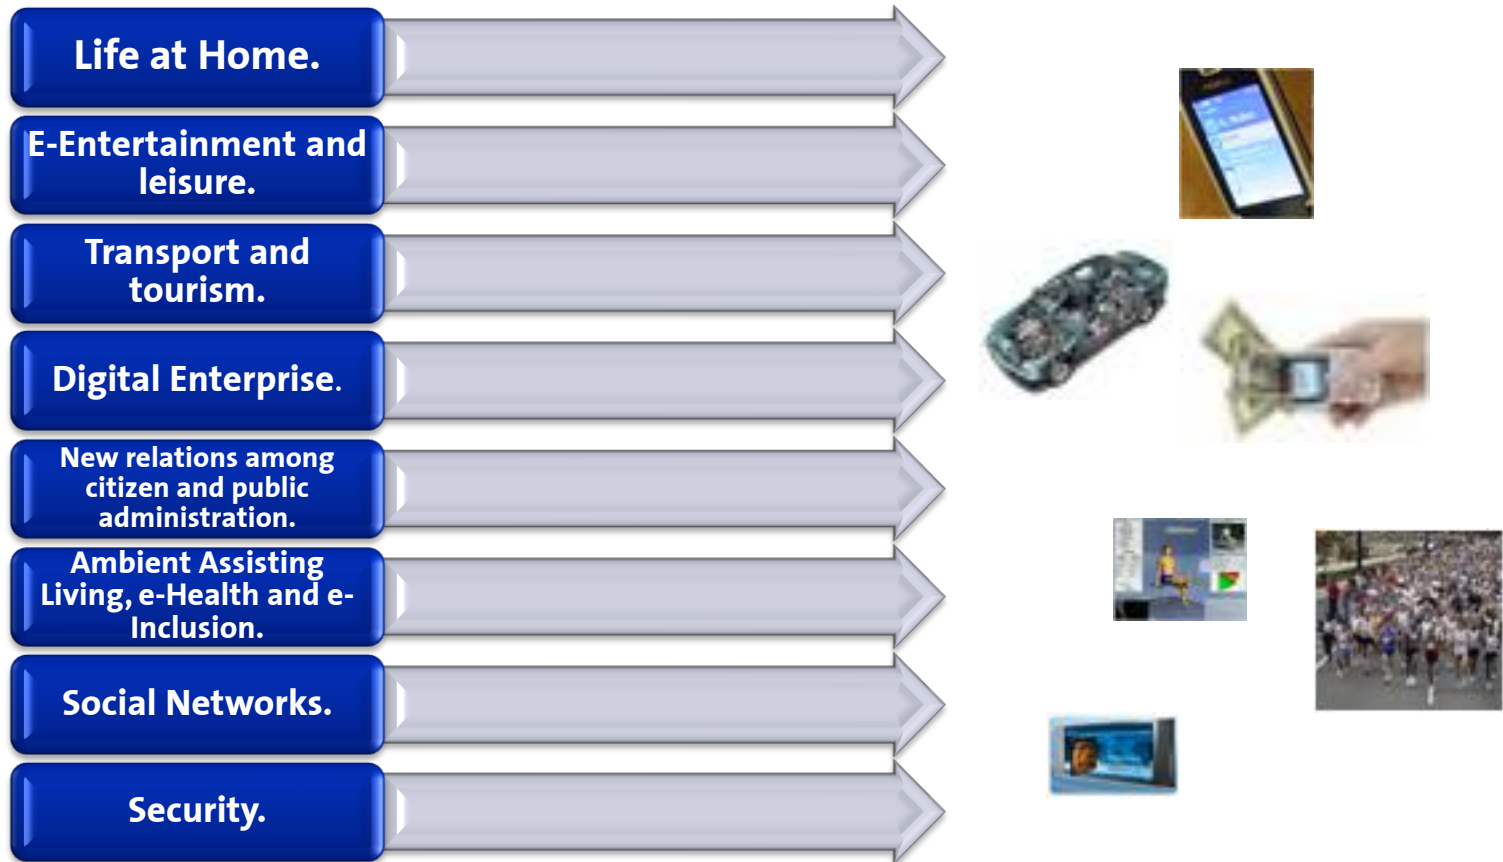 Life at Home.
E-Entertainment and
leisure.
Transport and
tourism.
Digital Enterprise.
New relations among
citizen and public
administration.
Ambient Assisting
Living, e-Health and e-
Inclusion.
Social Networks.
Security.